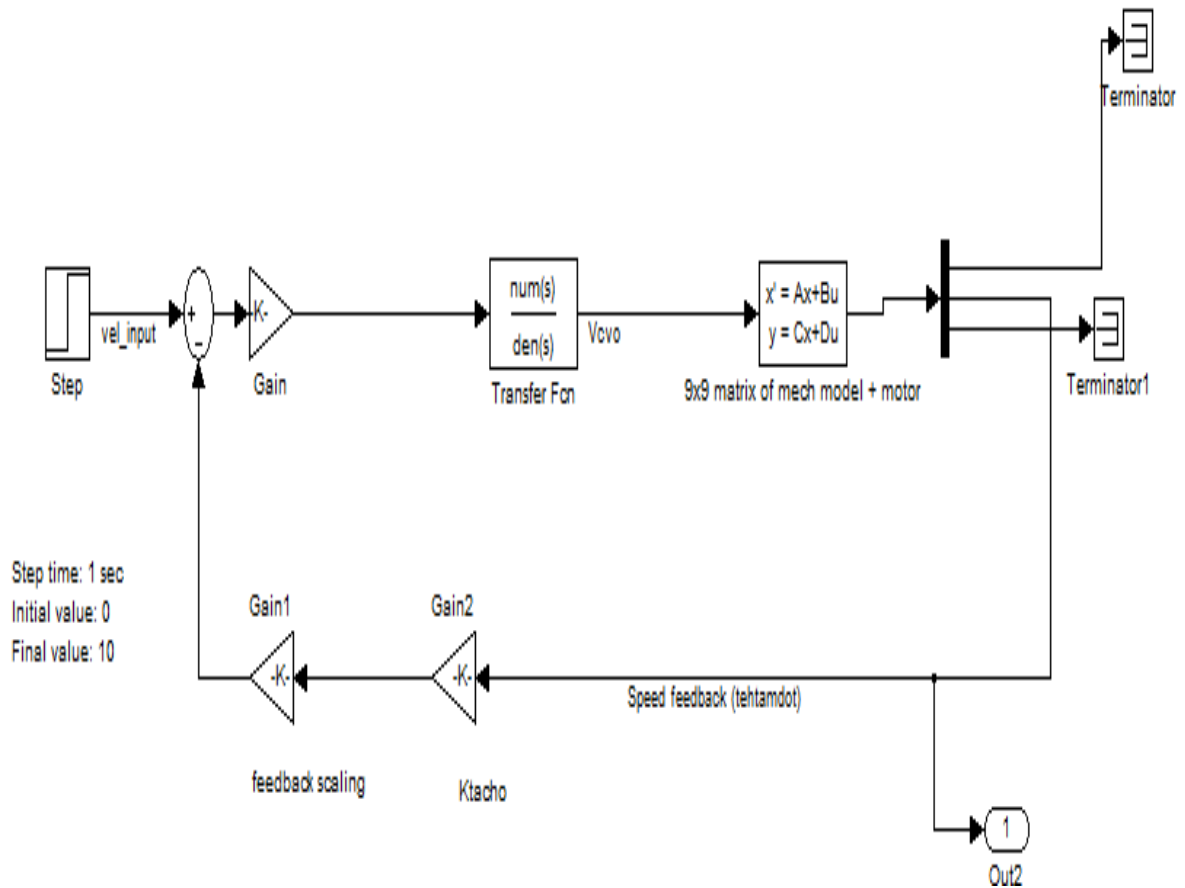 Terminator
+
−
vel_input
Step
-K-
Gain
num(s)
den(s)
Transfer Fcn
Vcvo
x' = Ax+Bu
y = Cx+Du
9x9 matrix of mech model + motor
Terminator1
Step time: 1 sec
Initial value: 0
Final value: 10
Gain1
-K-
feedback scaling
Gain2
-K-
Ktacho
Speed feedback (tehtamdot)
1
Out2